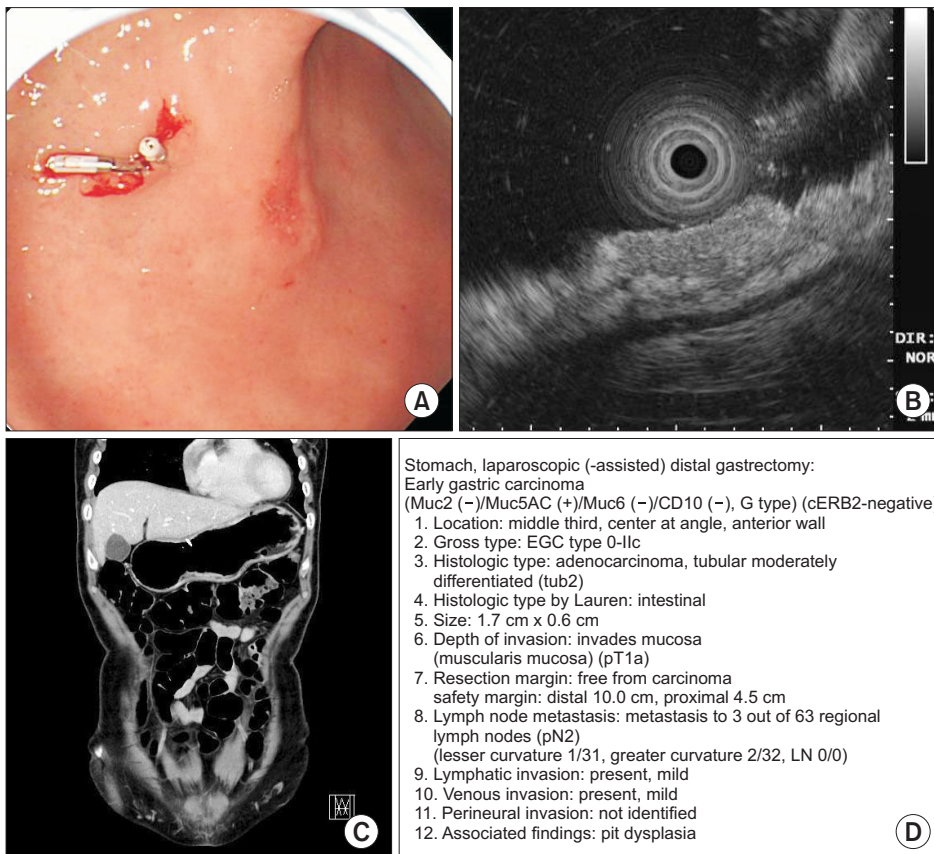 A
DIR:
NOR
2 mm
B
C
Stomach, laparoscopic (-assisted) distal gastrectomy:
Early gastric carcinoma
(Muc2 (−)/Muc5AC (+)/Muc6 (−)/CD10 (−), G type) (cERB2-negative
1. Location: middle third, center at angle, anterior wall
2. Gross type: EGC type 0-IIc
3. Histologic type: adenocarcinoma, tubular moderately
differentiated (tub2)
4. Histologic type by Lauren: intestinal
5. Size: 1.7 cm x 0.6 cm
6. Depth of invasion: invades mucosa
(muscularis mucosa) (pT1a)
7. Resection margin: free from carcinoma
safety margin: distal 10.0 cm, proximal 4.5 cm
8. Lymph node metastasis: metastasis to 3 out of 63 regional
lymph nodes (pN2)
(lesser curvature 1/31, greater curvature 2/32, LN 0/0)
9. Lymphatic invasion: present, mild
10. Venous invasion: present, mild
11. Perineural invasion: not identified
12. Associated findings: pit dysplasia
D